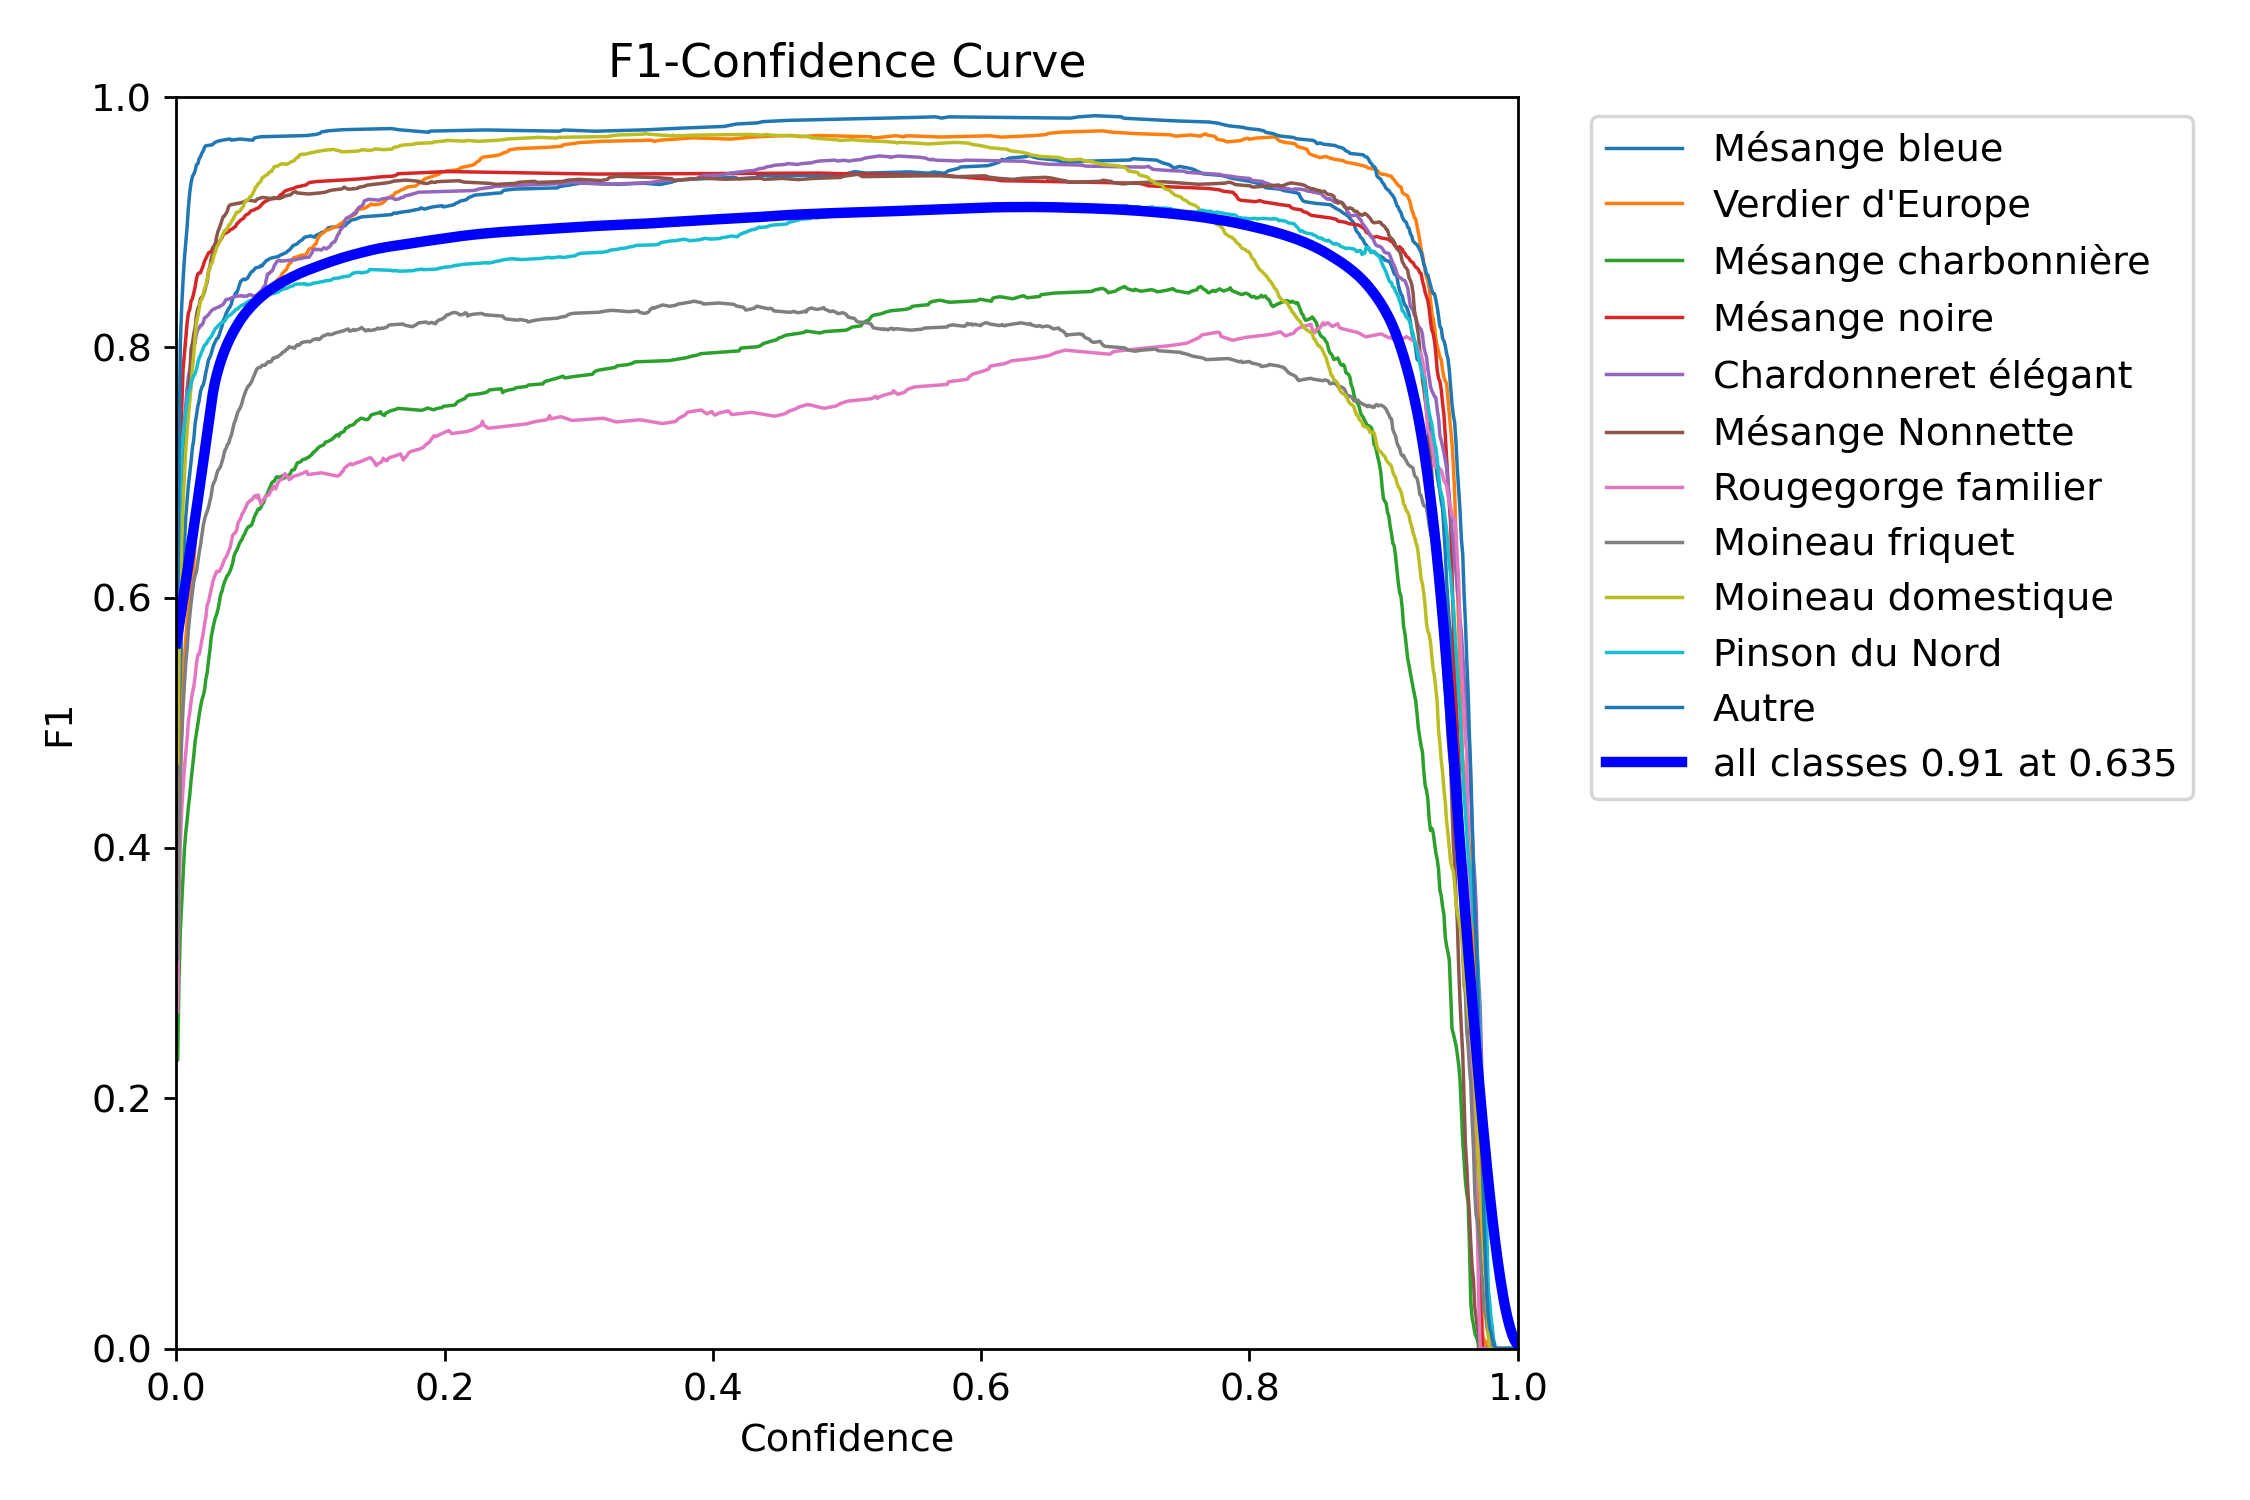 F1-Confidence Curve
1.0
0.8
0.6
0.4
0.2
0.0
F1
0.0 0.2 0.4 0.6 0.8 1.0
Confidence
Mésange bleue
Verdier d'Europe
Mésange charbonnière
Mésange noire
Chardonneret élégant
Mésange Nonnette
Rougegorge familier
Moineau friquet
Moineau domestique
Pinson du Nord
Autre
all classes 0.91 at 0.635